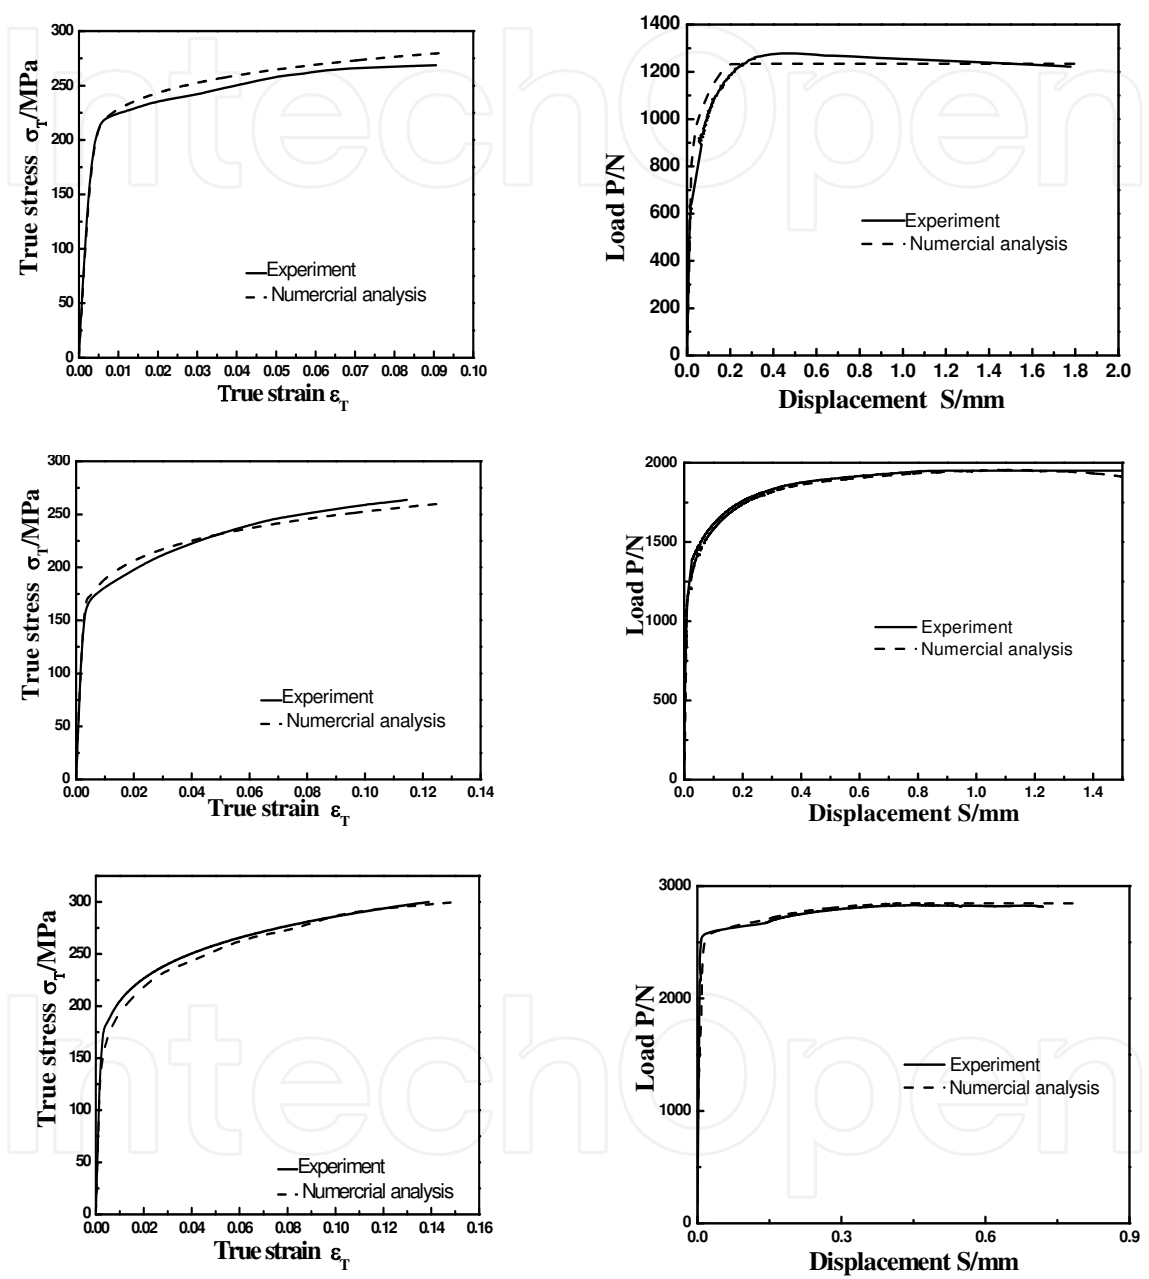 300
250
200
150
100
50
0
True stress σT/MPa
Experiment
Numercrial analysis
0.00 0.01 0.02 0.03 0.04 0.05 0.06 0.07 0.08 0.09 0.10
True strain εT
1400
1200
1000
800
600
400
200
0
Load P/N
Experiment
Numercial analysis
0.0 0.2 0.4 0.6 0.8 1.0 1.2 1.4 1.6 1.8 2.0
Displacement S/mm
300
250
200
150
100
50
0
True stress σT/MPa
Experiment
Numercrial analysis
0.00 0.02 0.04 0.06 0.08 0.10 0.12 0.14
True strain εT
2000
1500
1000
500
0
Load P/N
Experiment
Numercial analysis
0.0 0.2 0.4 0.6 0.8 1.0 1.2 1.4
Displacement S/mm
300
250
200
150
100
50
0
True stress σT/MPa
Experiment
Numercrial analysis
0.00 0.02 0.04 0.06 0.08 0.10 0.12 0.14 0.16
True strain εT
3000
2000
1000
0
Load P/N
Experiment
Numercial analysis
0.0 0.3 0.6 0.9
Displacement S/mm
IntechOpen
IntechOpen